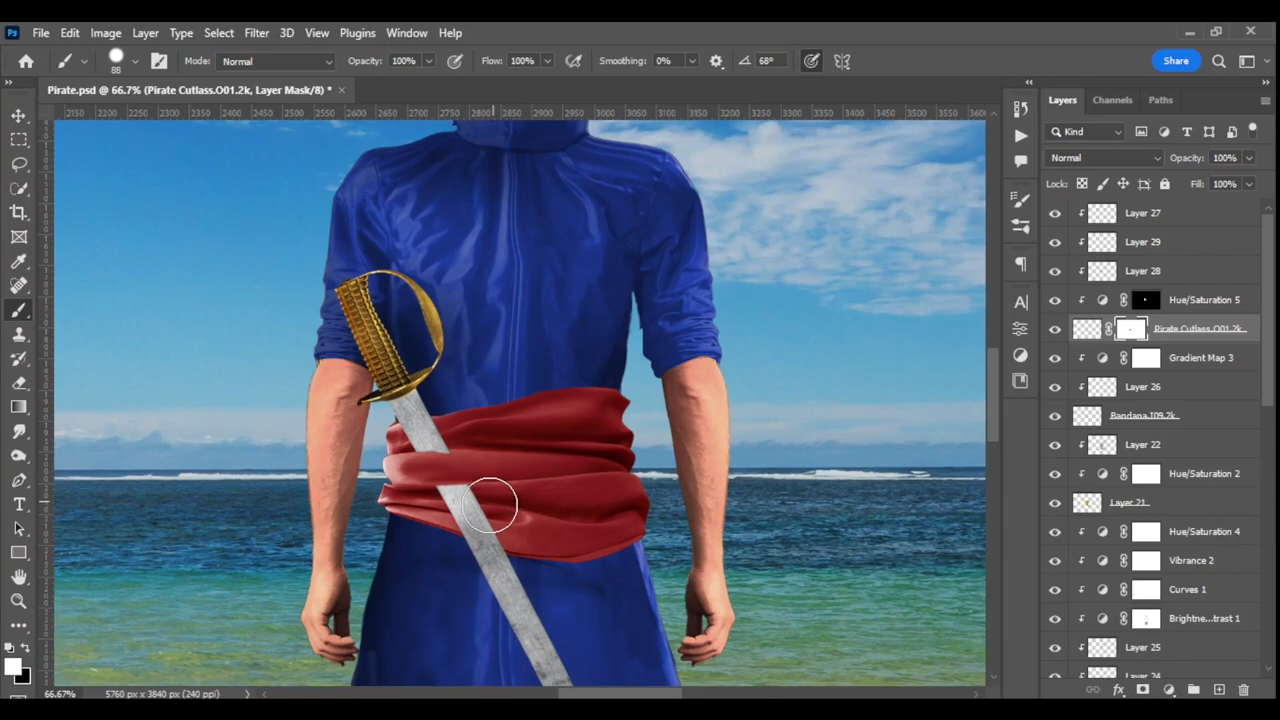 Ps File Edit Image Layer Type Select Filter 3D View Plugins Window Help
88 Mode: Normal Opacity: 100% Flow: 100% Smoothing: 0% 68° Share
Pirate.psd @ 66.7% (Pirate Cutlass.O01.2k, Layer Mask/8) *
Layers Channels Paths
2150 2200 2250 2300 2350 2400 2450 2500 2550 2600 2650 2700 2750 2800 2850 2900 2950 3000 3050 3100 3150 3200 3250 3300 3350 3400 3450 3500 3550 3600
Kind
Normal Opacity: 100%
Lock: Fill: 100%
Layer 27
Layer 29
Layer 28
Hue/Saturation 5
Pirate Cutlass.O01.2k
Gradient Map 3
Layer 26
Bandana.I09.2k
Layer 22
Hue/Saturation 2
Layer 21
Hue/Saturation 4
Vibrance 2
Curves 1
Brightne...trast 1
Layer 25
Layer 24
66.67% 5760 px x 3840 px (240 ppi)